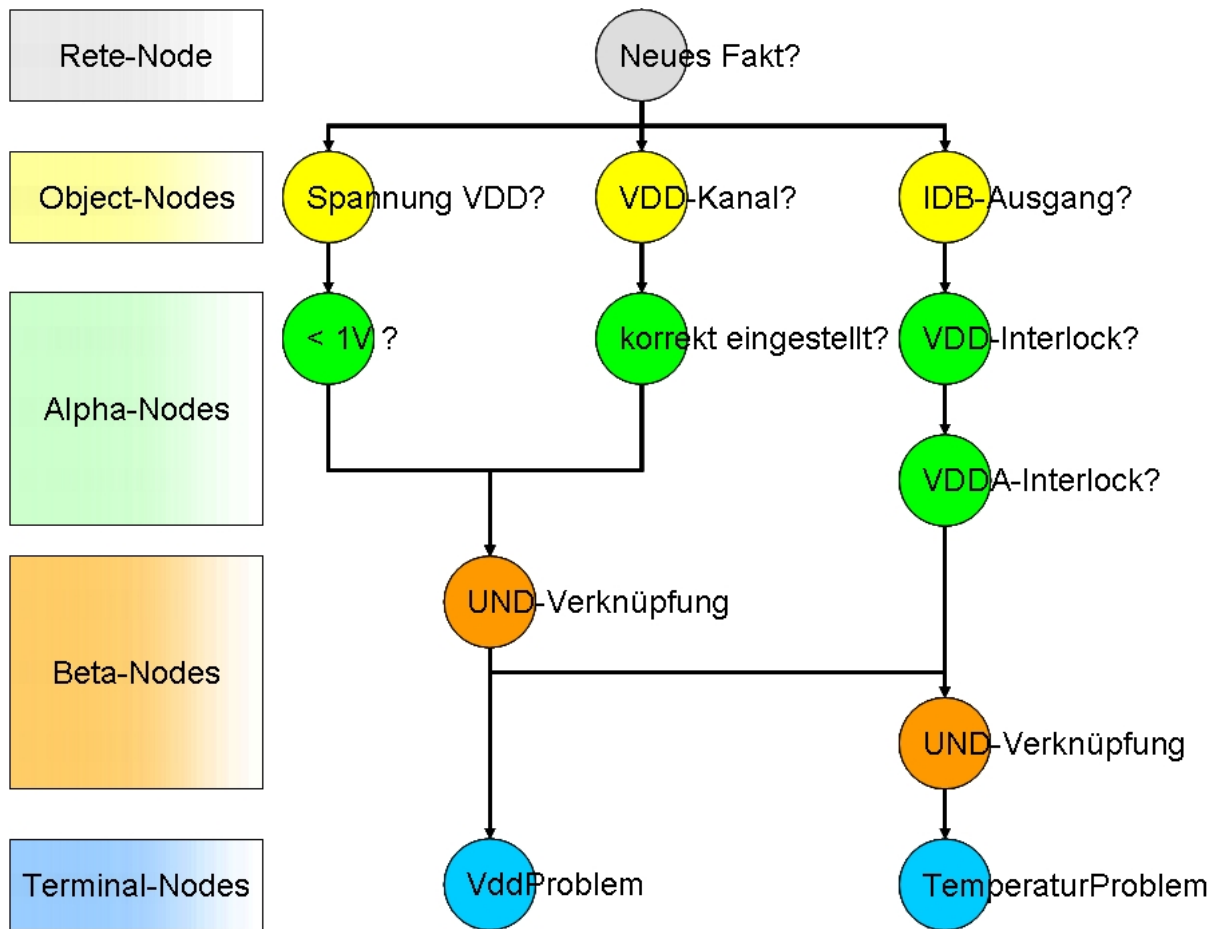 Rete-Node
Neues Fakt?
Object-Nodes
Spannung VDD?
VDD-Kanal?
IDB-Ausgang?
Alpha-Nodes
< 1V ?
korrekt eingestellt?
VDD-Interlock?
VDDA-Interlock?
Beta-Nodes
UND-Verknüpfung
UND-Verknüpfung
Terminal-Nodes
VddProblem
TemperaturProblem